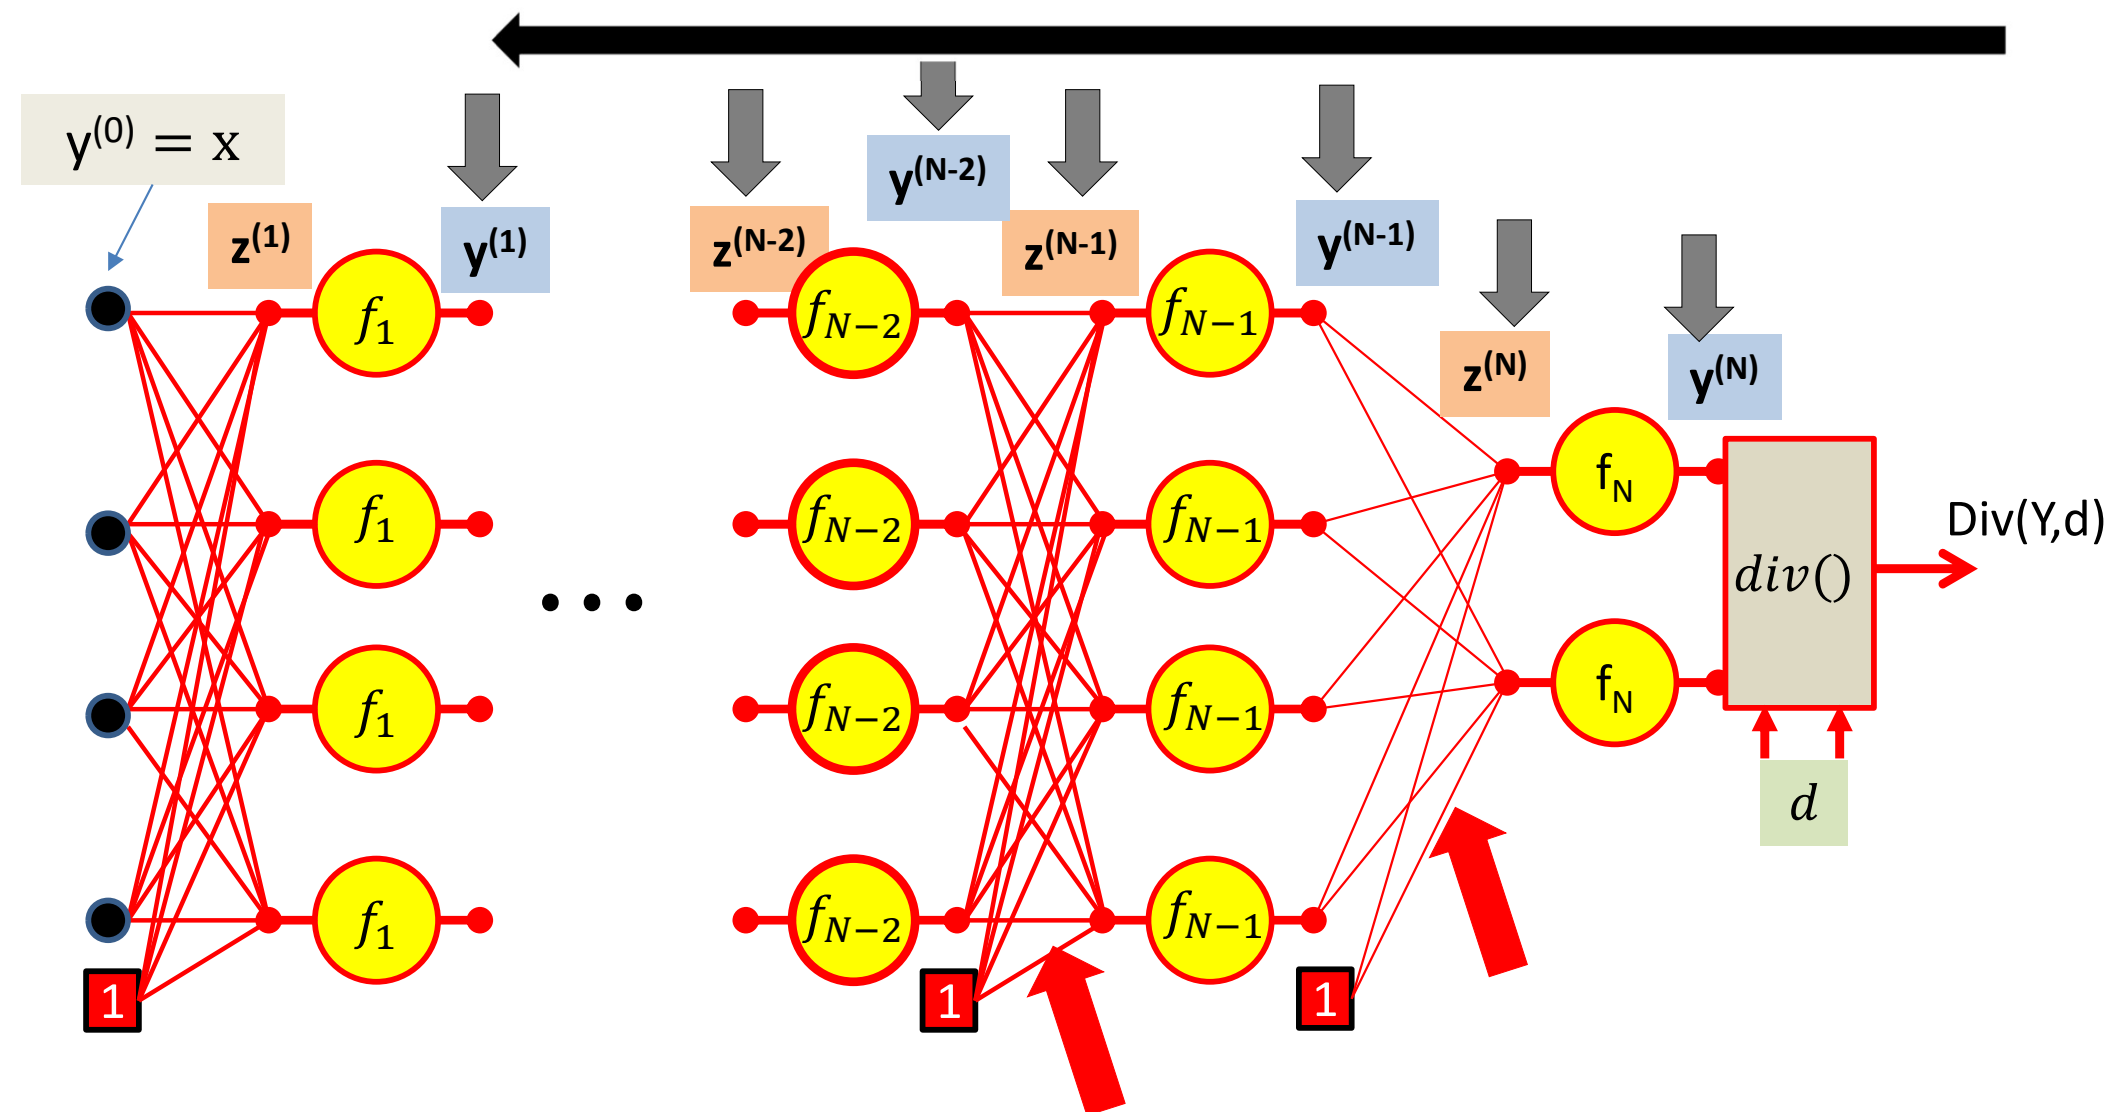 y(0) = x
z(1)
y(1)
z(N-2)
y(N-2)
z(N-1)
y(N-1)
z(N)
y(N)
f1
fN−2
fN−1
f1
fN−2
fN−1
fN
Div(Y,d)
div()
• • •
f1
fN−2
fN−1
fN
d
f1
fN−2
fN−1
1
1
1